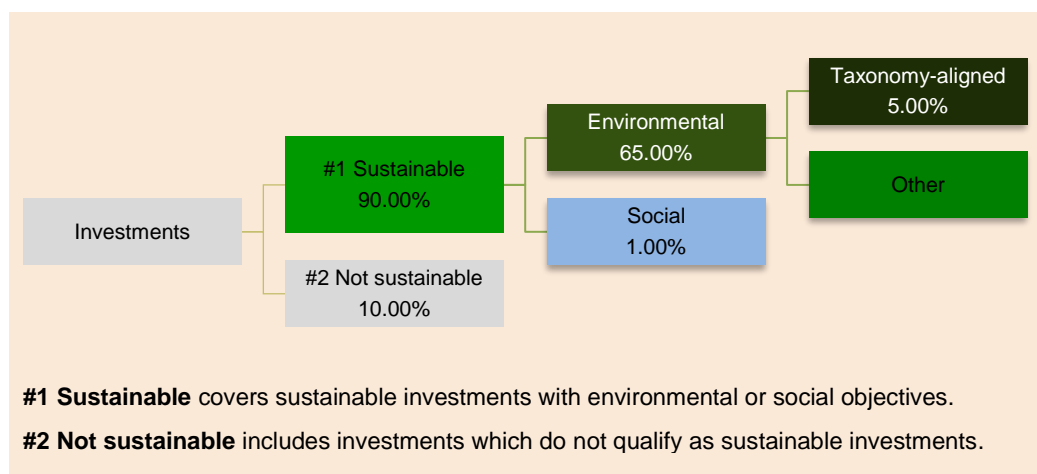 Taxonomy-aligned
5.00%
Environmental
65.00%
#1 Sustainable
90.00%
Other
Social
1.00%
Investments
#2 Not sustainable
10.00%
#1 Sustainable covers sustainable investments with environmental or social objectives.
#2 Not sustainable includes investments which do not qualify as sustainable investments.